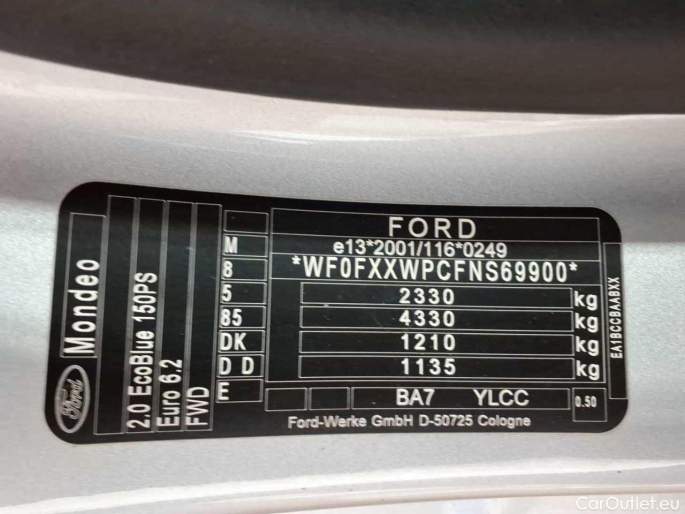 Ford
Mondeo
2.0 EcoBlue 150PS
Euro 6.2
FWD
M
8
5
85
DK
D D
E
FORD
e13*2001/116*0249
*WF0FXXWPCFNS69900*
2330 kg
4330 kg
1210 kg
1135 kg
BA7 YLCC 0.50
Ford-Werke GmbH D-50725 Cologne
EA1BCCBAABXX
CarOutlet.eu